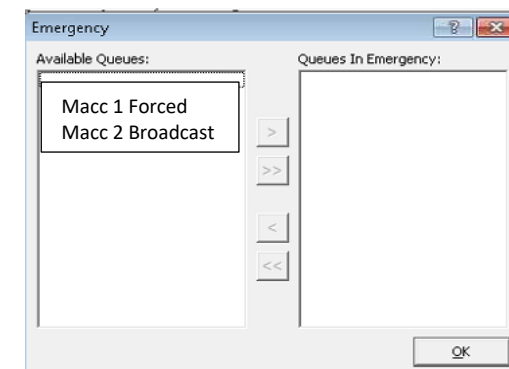 Emergency
?
Available Queues:
Queues In Emergency:
Macc 1 Forced
Macc 2 Broadcast
>
>>
<
<<
OK